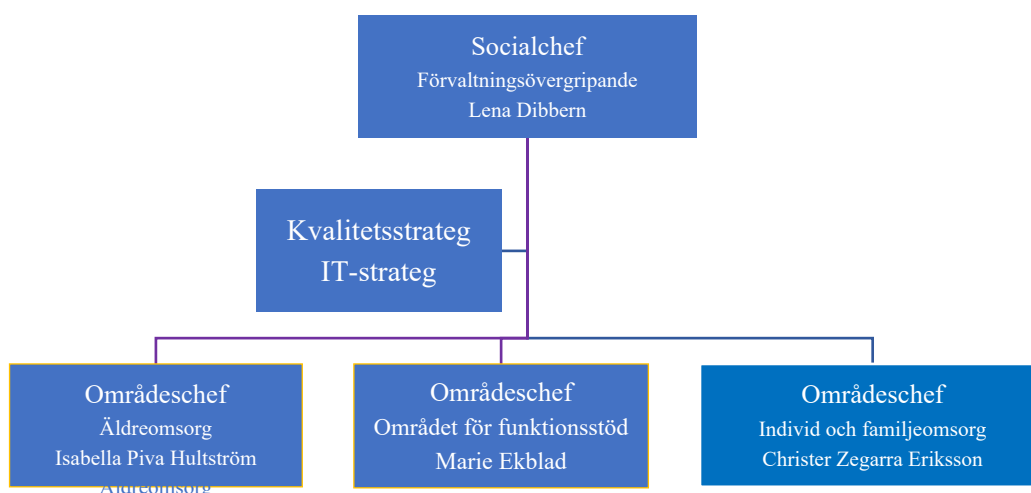 Socialchef
Förvaltningsövergripande
Lena Dibbern
Kvalitetsstrateg
IT-strateg
Områdeschef
Äldreomsorg
Isabella Piva Hultström
Äldreomsorg
Områdeschef
Området för funktionsstöd
Marie Ekblad
Områdeschef
Individ och familjeomsorg
Christer Zegarra Eriksson